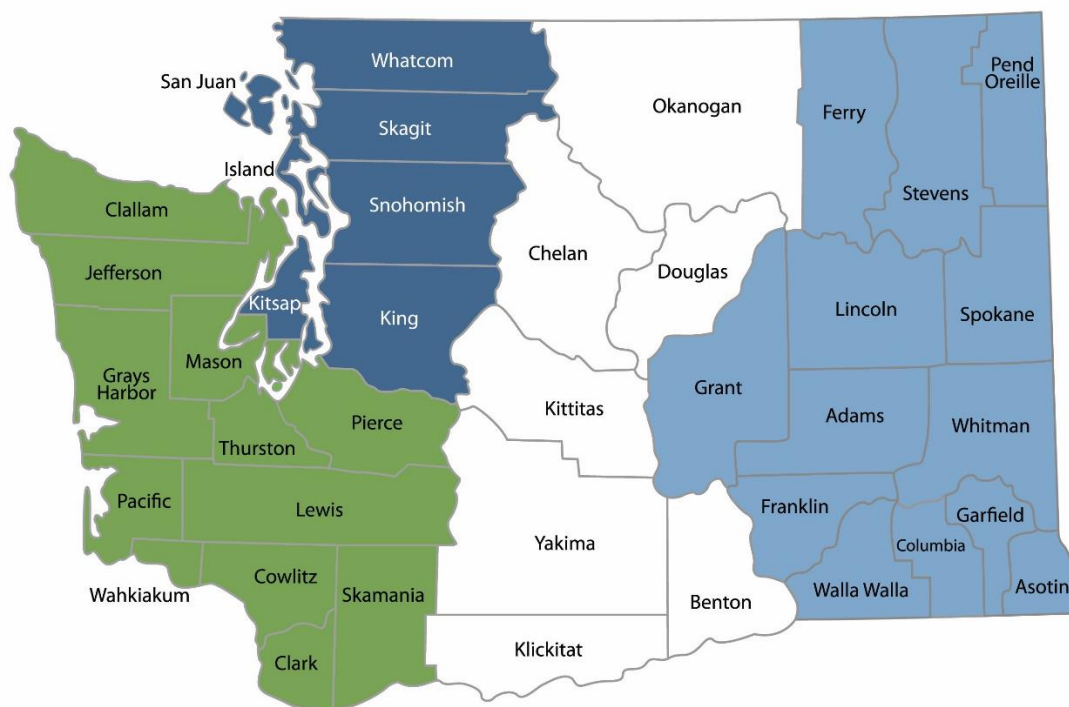 Whatcom
San Juan
Okanogan
Pend
Oreille
Ferry
Skagit
Island
Stevens
Clallam
Snohomish
Chelan
Douglas
Jefferson
Kitsap
King
Lincoln
Spokane
Mason
Grays
Harbor
Grant
Kittitas
Adams
Pierce
Whitman
Thurston
Pacific
Lewis
Franklin
Garfield
Yakima
Columbia
Cowlitz
Wahkiakum
Skamania
Walla Walla
Asotin
Benton
Klickitat
Clark